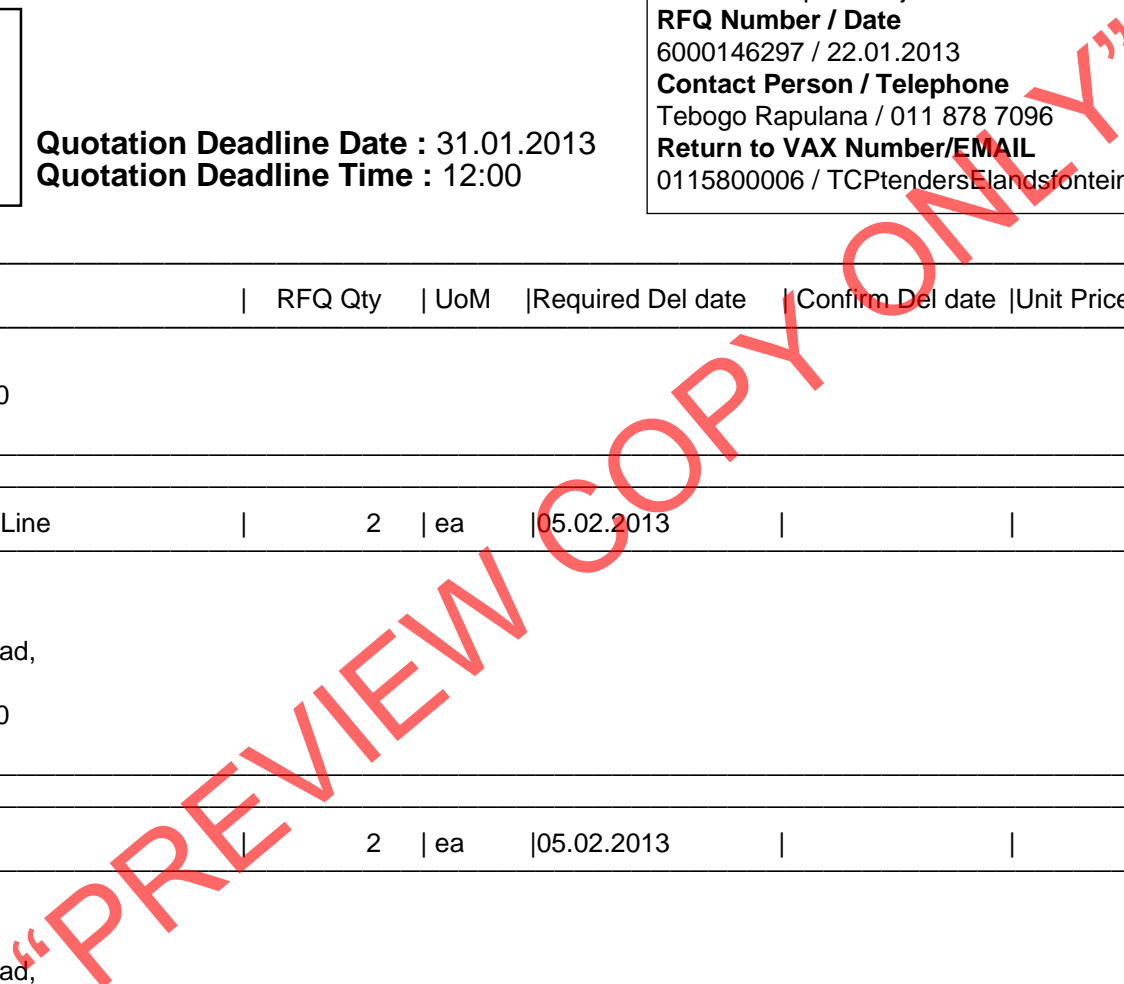 RFQ Number / Date
6000146297 / 22.01.2013
Contact Person / Telephone
Tebogo Rapulana / 011 878 7096
Return to VAX Number/EMAIL
0115800006 / TCPtendersElandsfontein
Quotation Deadline Date : 31.01.2013
Quotation Deadline Time : 12:00
| RFQ Qty | UoM |Required Del date | Confirm Del date |Unit Price
0
Line | 2 | ea |05.02.2013 | |
ad,
0
| 2 | ea |05.02.2013 | |
ad,
“PREVIEW COPY ONLY”